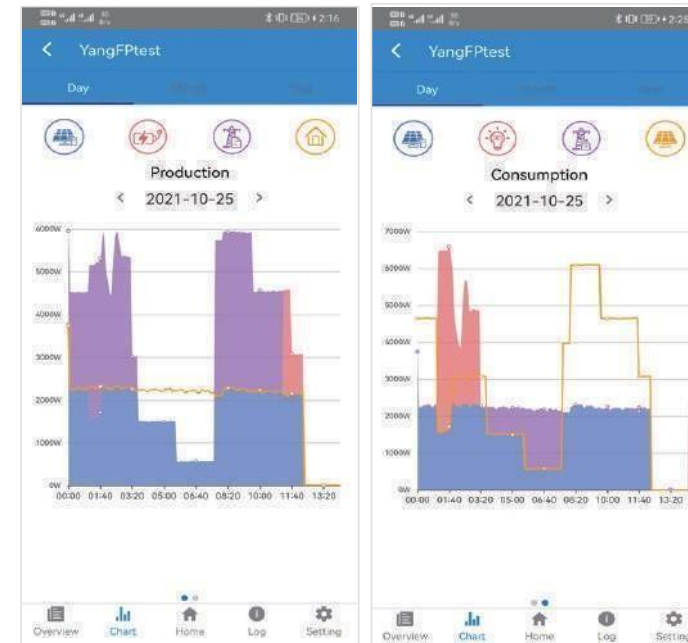 2:16
YangFPtest
Day
Production
< 2021-10-25 >
6000W
5000W
4000W
3000W
2000W
1000W
0W
00:00 01:40 03:20 05:00 06:40 08:20 10:00 11:40 13:20
Overview Chart Home Log Setting
YangFPtest
Day
Consumption
< 2021-10-25 >
7000W
6000W
5000W
4000W
3000W
2000W
1000W
0W
00:00 01:40 03:20 05:00 06:40 08:20 10:00 11:40 13:20
Overview Chart Home Log Setting